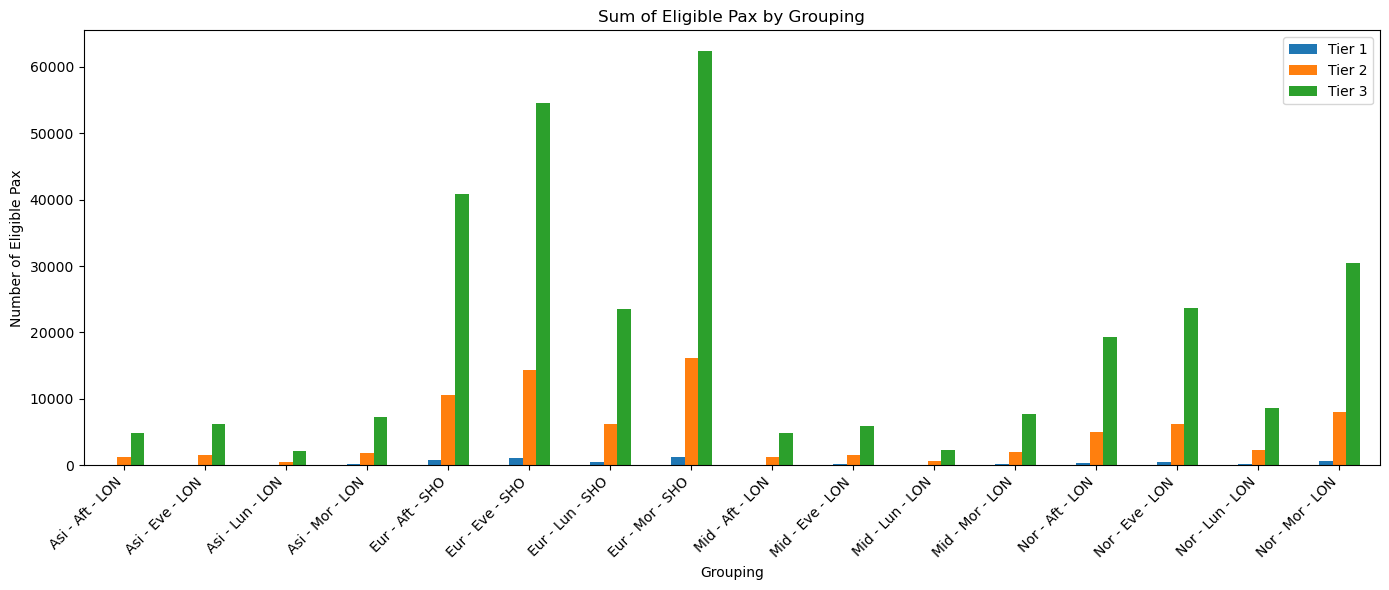 Sum of Eligible Pax by Grouping
Tier 1
Tier 2
Tier 3
Number of Eligible Pax
60000
50000
40000
30000
20000
10000
0
Asi - Aft - LON
Asi - Eve - LON
Asi - Lun - LON
Asi - Mor - LON
Eur - Aft - SHO
Eur - Eve - SHO
Eur - Lun - SHO
Eur - Mor - SHO
Mid - Aft - LON
Mid - Eve - LON
Mid - Lun - LON
Mid - Mor - LON
Nor - Aft - LON
Nor - Eve - LON
Nor - Lun - LON
Nor - Mor - LON
Grouping